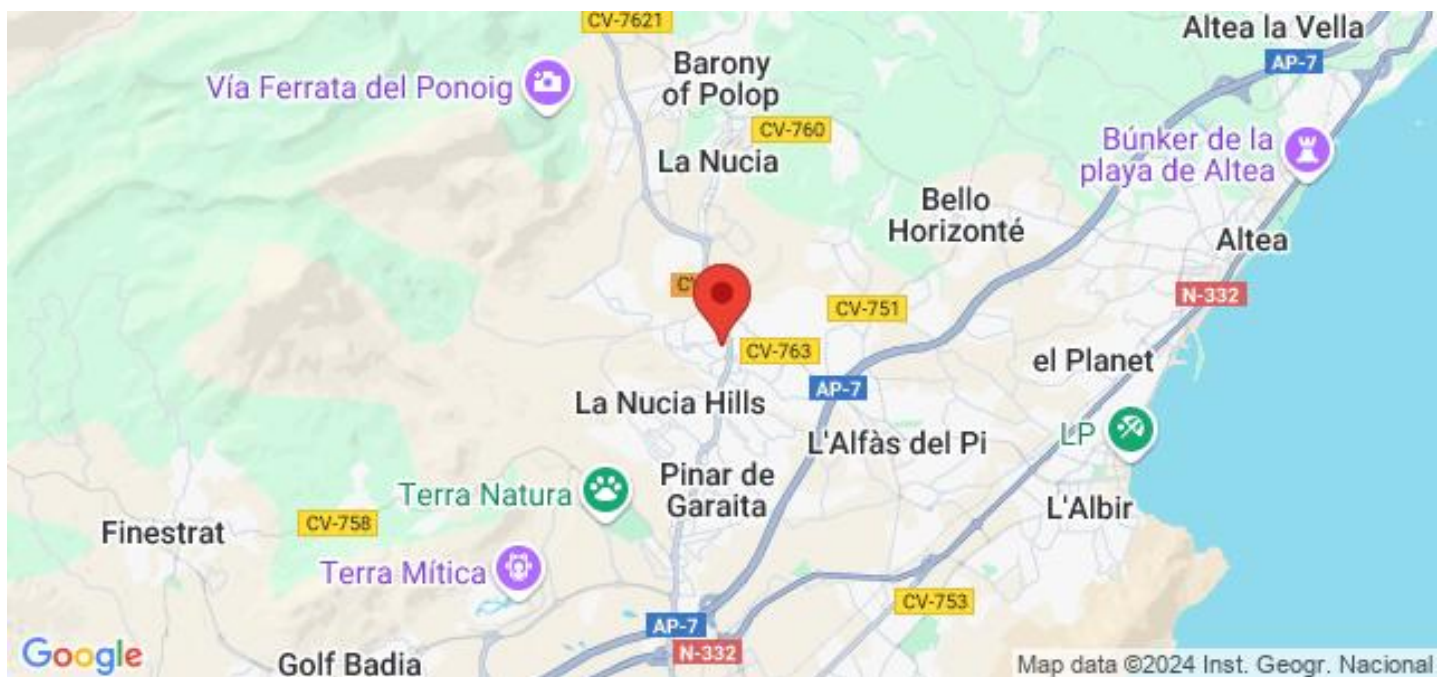 CV-7621
Altea la Vella
AP-7
Vía Ferrata del Ponoig
Barony
of Polop
CV-760
Búnker de la
playa de Altea
La Nucia
Bello
Horizonté
Altea
N-332
CV-751
CV-763
el Planet
AP-7
La Nucia Hills
L'Alfàs del Pi
LP
Pinar de
Garaita
Terra Natura
L'Albir
CV-758
Finestrat
Terra Mítica
CV-753
AP-7
N-332
Google
Golf Badia
Map data ©2024 Inst. Geogr. Nacional